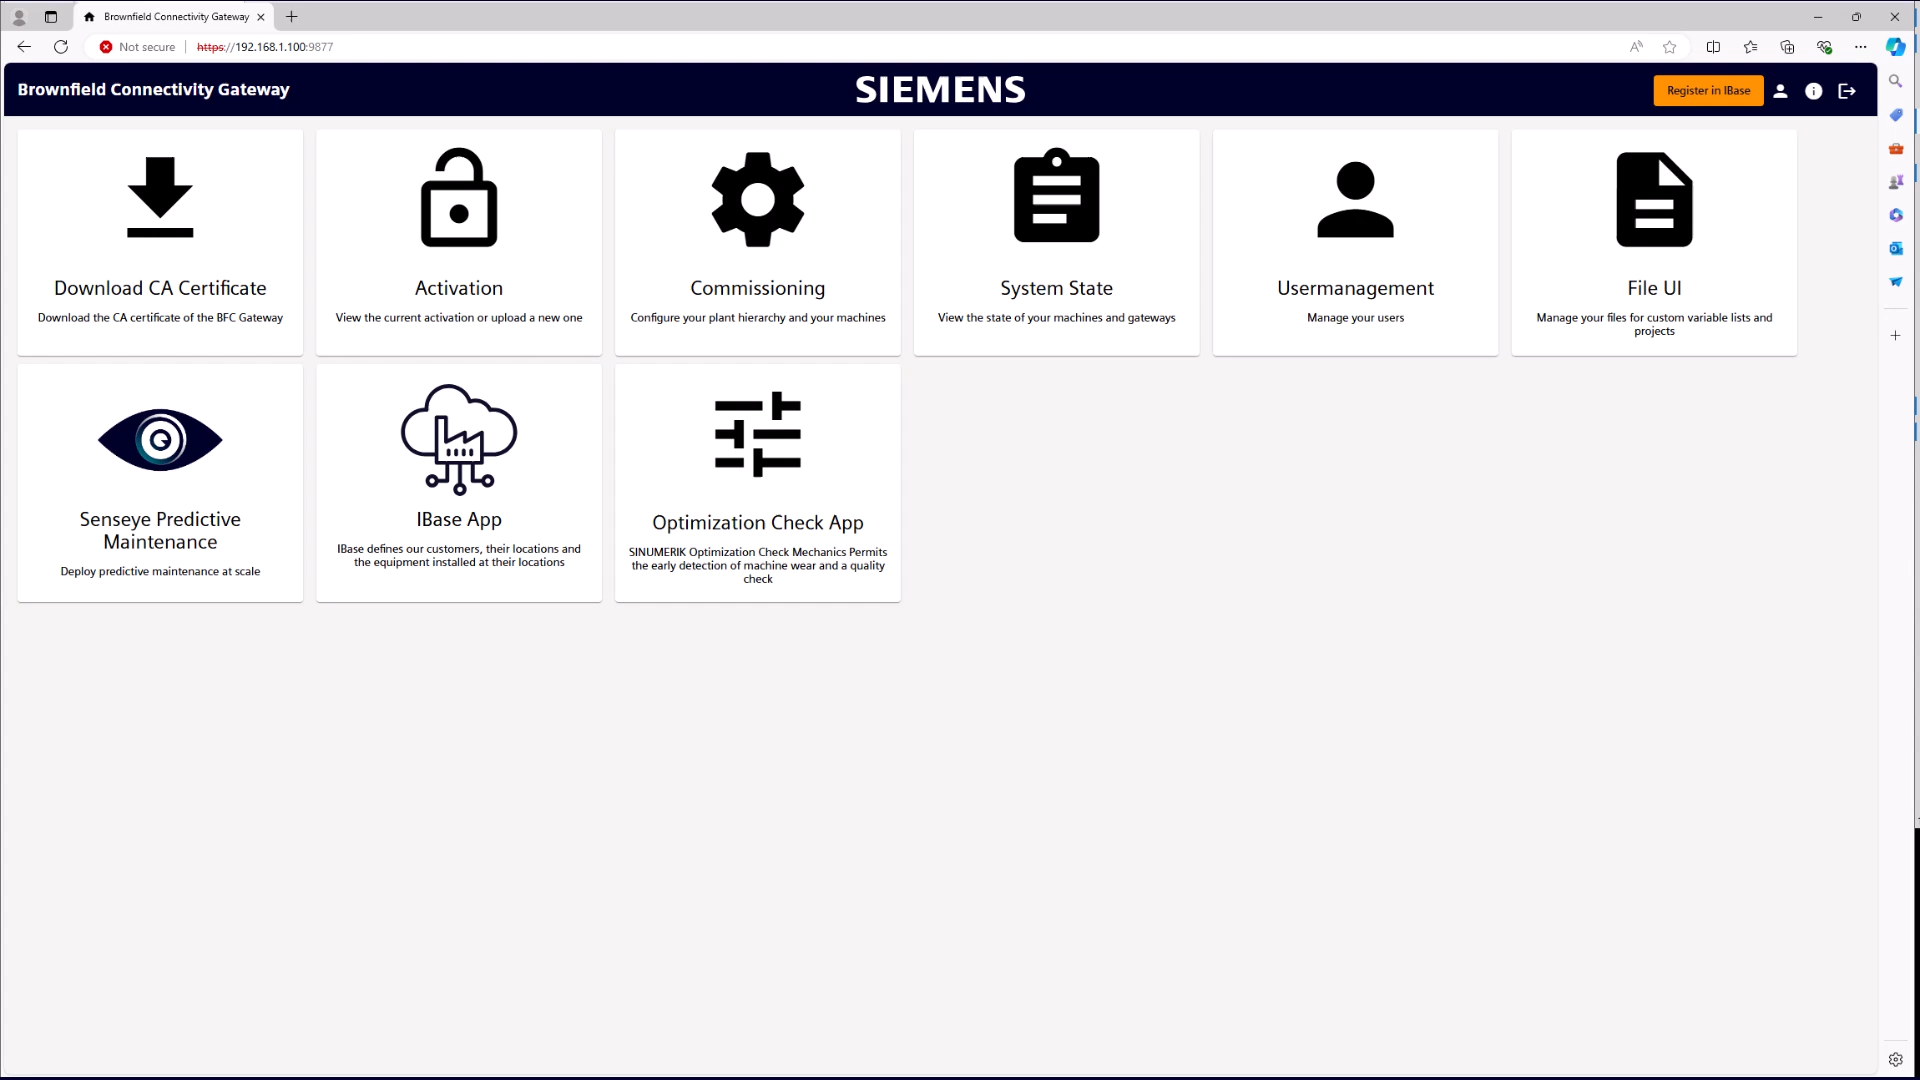 Brownfield Connectivity Gateway
Not secure
https://192.168.1.100:9877
Brownfield Connectivity Gateway
SIEMENS
Register in IBase
Download CA Certificate
Download the CA certificate of the BFC Gateway
Activation
View the current activation or upload a new one
Commissioning
Configure your plant hierarchy and your machines
System State
View the state of your machines and gateways
Usermanagement
Manage your users
File UI
Manage your files for custom variable lists and
projects
Senseye Predictive
Maintenance
Deploy predictive maintenance at scale
IBase App
IBase defines our customers, their locations and
the equipment installed at their locations
Optimization Check App
SINUMERIK Optimization Check Mechanics Permits
the early detection of machine wear and a quality
check